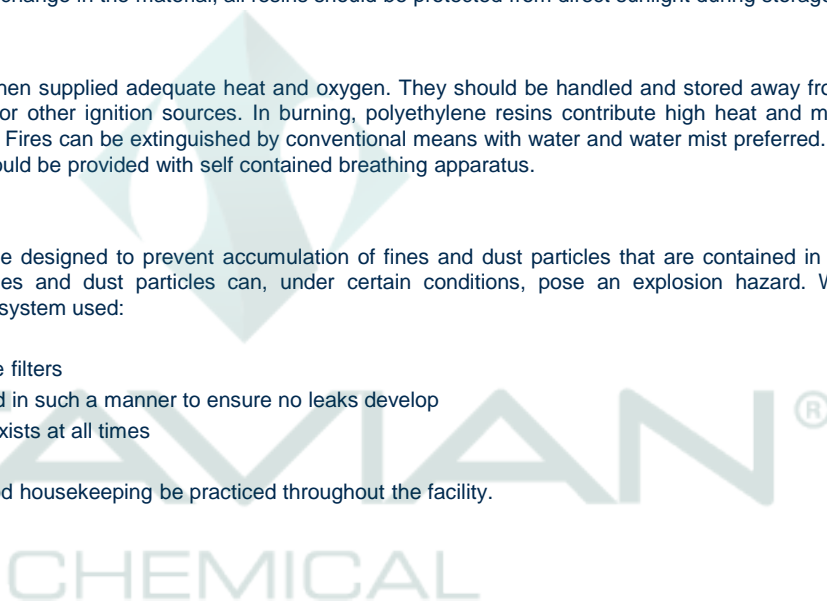 change in the material, all resins should be protected from direct sunlight during storage
hen supplied adequate heat and oxygen. They should be handled and stored away fro
or other ignition sources. In burning, polyethylene resins contribute high heat and m
Fires can be extinguished by conventional means with water and water mist preferred.
ould be provided with self contained breathing apparatus.
e designed to prevent accumulation of fines and dust particles that are contained in
es and dust particles can, under certain conditions, pose an explosion hazard. W
system used:
e filters
d in such a manner to ensure no leaks develop
xists at all times
d housekeeping be practiced throughout the facility.
TAVIAN®
CHEMICAL